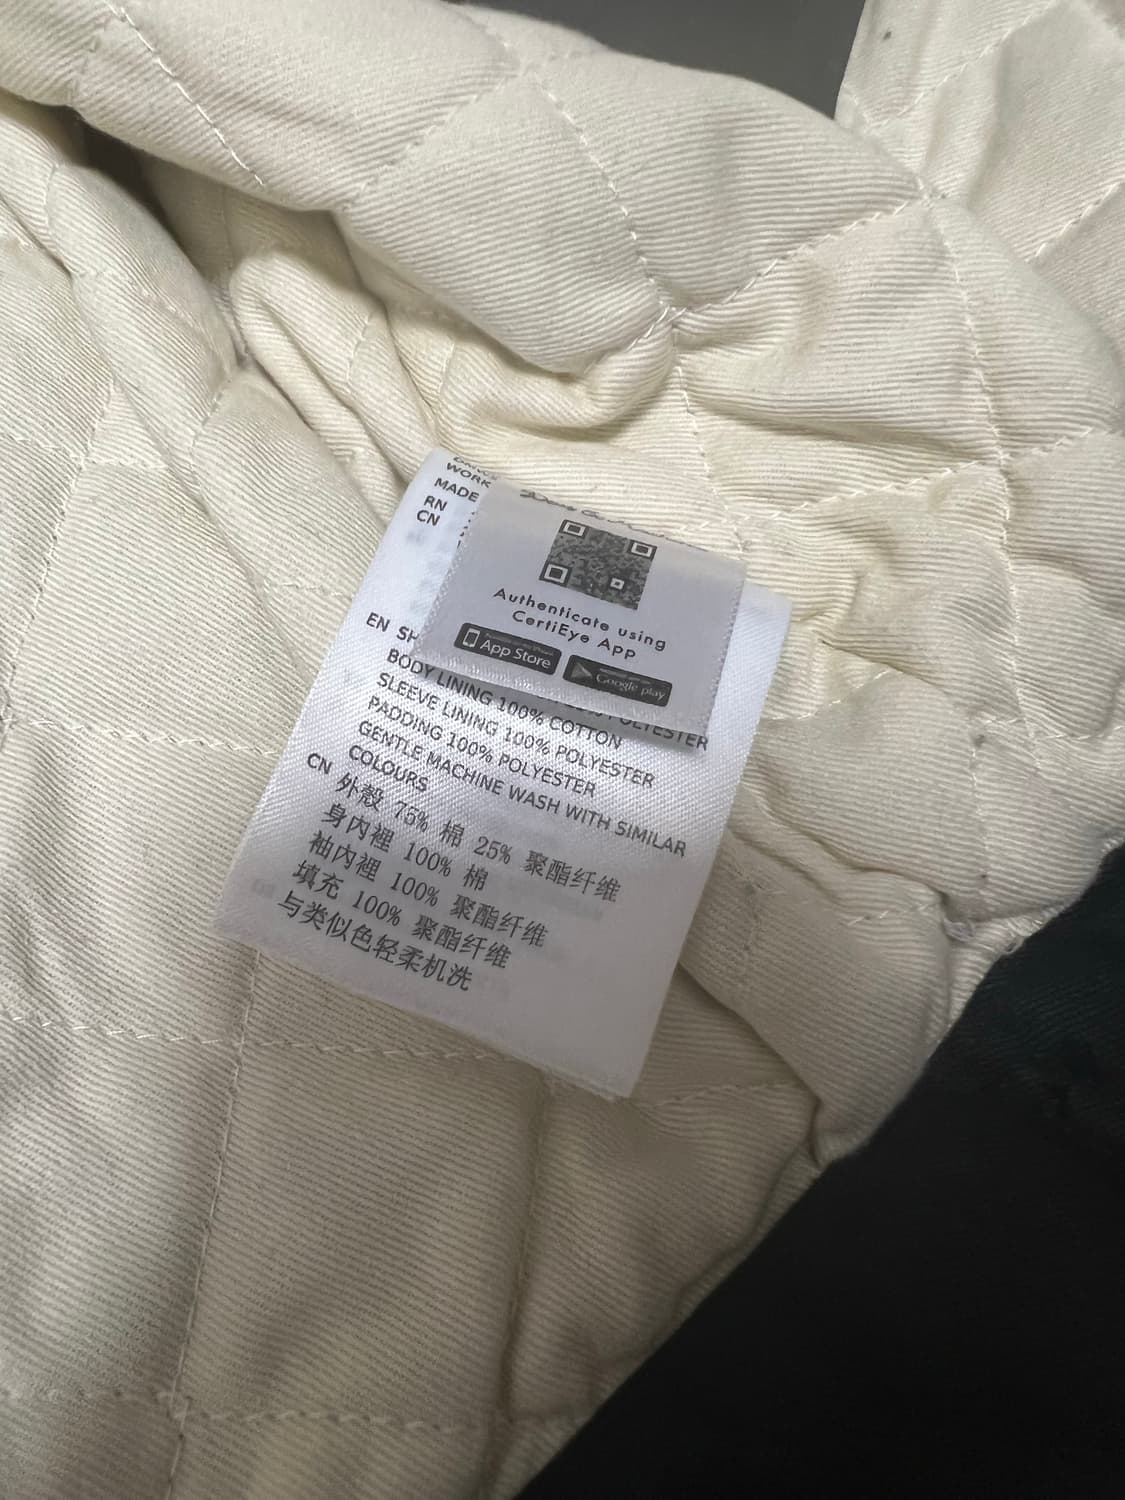 WORK
MADE
RN
CN
Authenticate using
CertiEye App
App Store
Google play
EN SH
POLYESTER
BODY LINING 100% COTTON
SLEEVE LINING 100% POLYESTER
PADDING 100% POLYESTER
GENTLE MACHINE WASH WITH SIMILAR
COLOURS
CN 外殼 75% 棉 25% 聚酯纤维
身内裡 100% 棉
袖内裡 100% 聚酯纤维
填充 100% 聚酯纤维
与类似色轻柔机洗